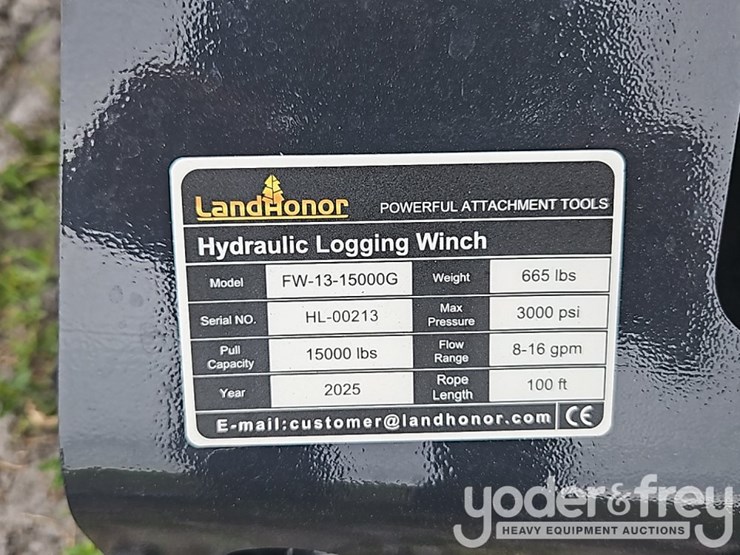 LandHonor POWERFUL ATTACHMENT TOOLS
Hydraulic Logging Winch
Model FW-13-15000G Weight 665 lbs
Serial NO. HL-00213 Max Pressure 3000 psi
Pull Capacity 15000 lbs Flow Range 8-16 gpm
Year 2025 Rope Length 100 ft
E-mail:customer@landhonor.com CE
yoder&frey
HEAVY EQUIPMENT AUCTIONS